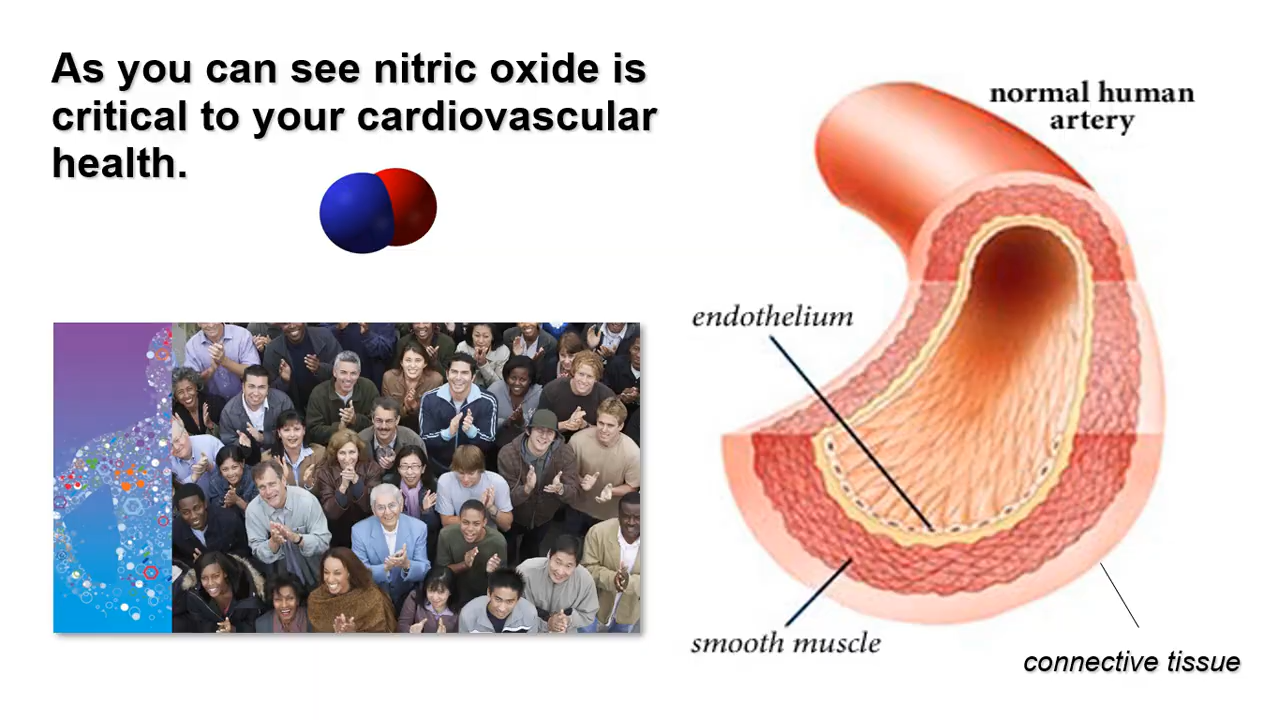 As you can see nitric oxide is
critical to your cardiovascular
health.
normal human
artery
endothelium
smooth muscle
connective tissue